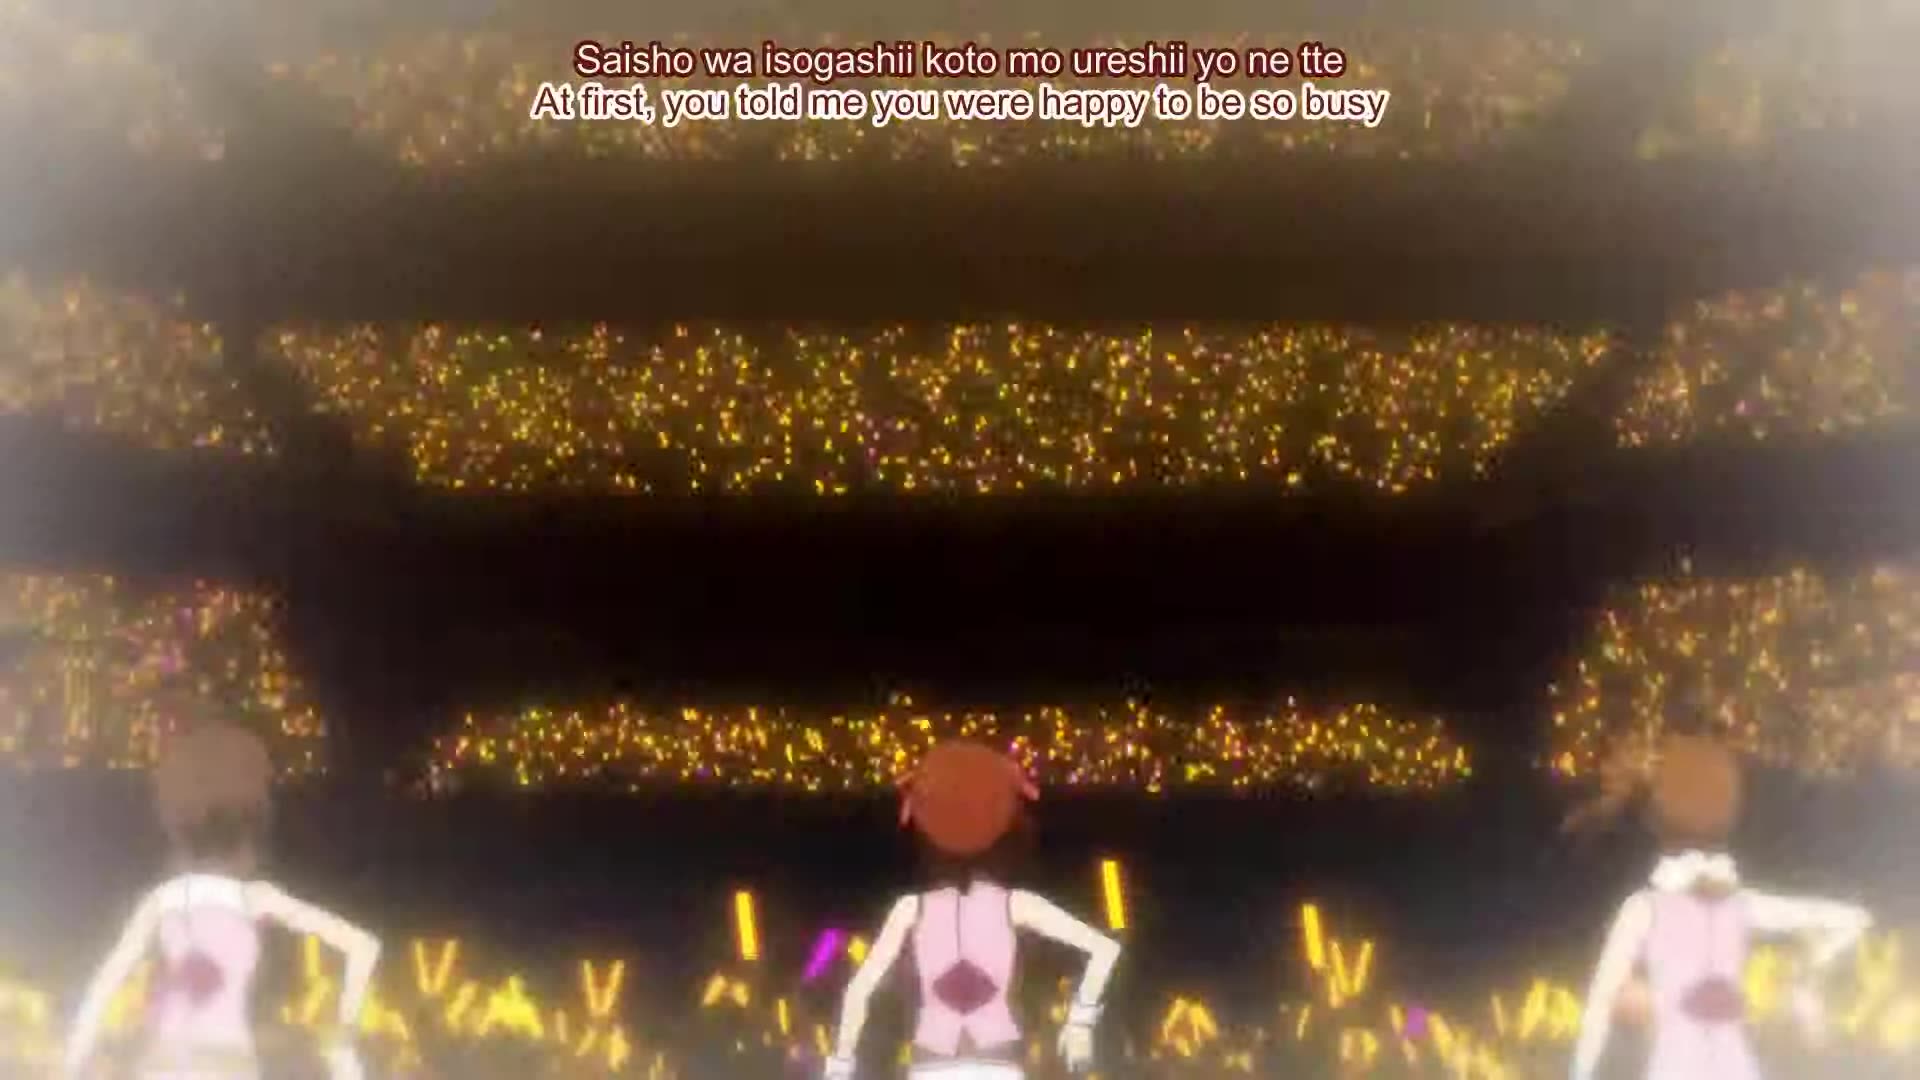 Saisho wa isogashii koto mo ureshii yo ne tte
At first, you told me you were happy to be so busy